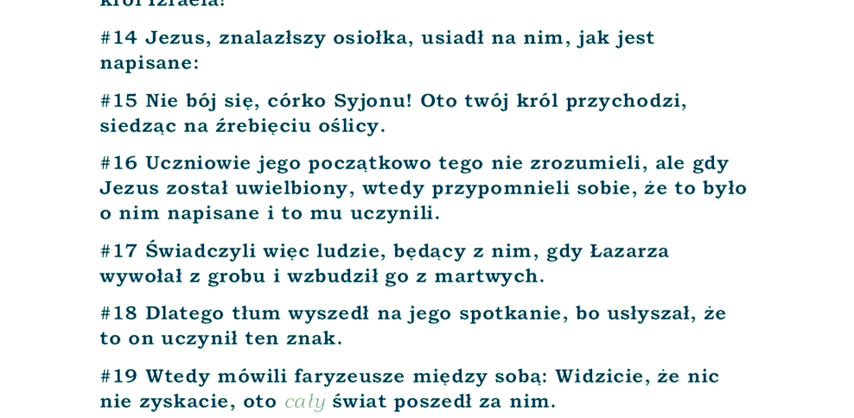 król Izraela!
#14 Jezus, znalazłszy osiołka, usiadł na nim, jak jest
napisane:
#15 Nie bój się, córko Syjonu! Oto twój król przychodzi,
siedząc na źrebięciu oślicy.
#16 Uczniowie jego początkowo tego nie zrozumieli, ale gdy
Jezus został uwielbiony, wtedy przypomnieli sobie, że to było
o nim napisane i to mu uczynili.
#17 Świadczyli więc ludzie, będący z nim, gdy Łazarza
wywołał z grobu i wzbudził go z martwych.
#18 Dlatego tłum wyszedł na jego spotkanie, bo usłyszał, że
to on uczynił ten znak.
#19 Wtedy mówili faryzeusze między sobą: Widzicie, że nic
nie zyskacie, oto cały świat poszedł za nim.